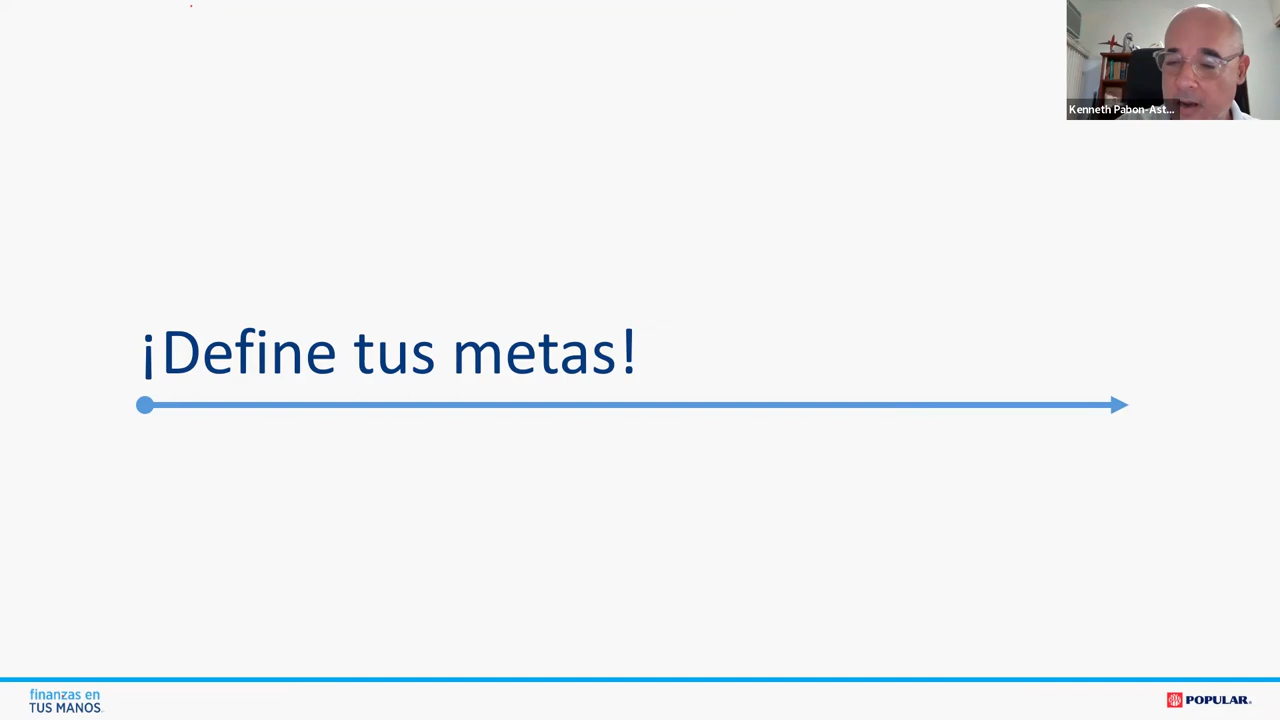 Kenneth Pabon-Ast...
¡Define tus metas!
finanzas en
TUS MANOS
POPULAR